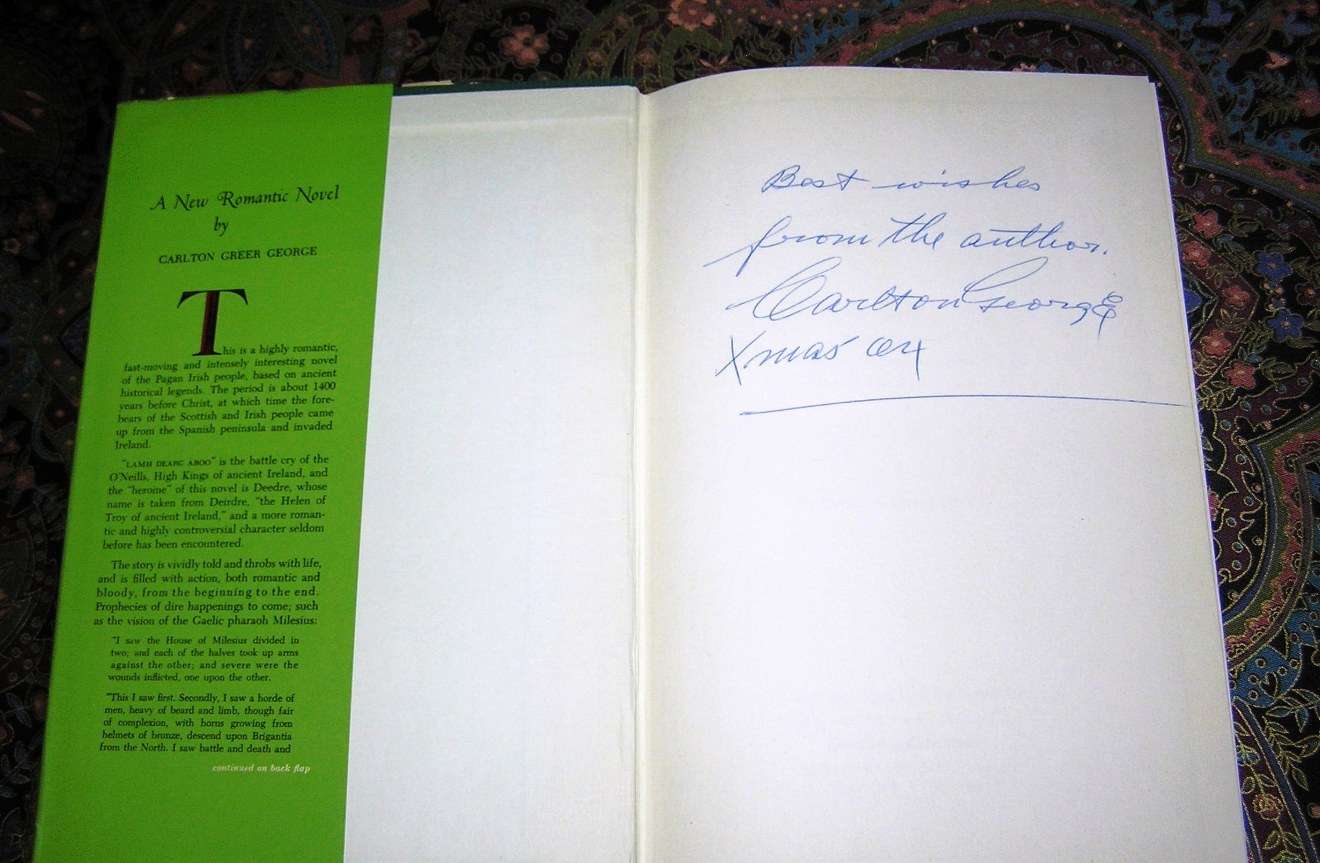 A New Romantic Novel
by
CARLTON GREER GEORGE
This is a highly romantic,
fast-moving and intensely interesting novel
of the Pagan Irish people, based on ancient
historical legends. The period is about 1400
years before Christ, at which time the fore-
bears of the Scottish and Irish people came
up from the Spanish peninsula and invaded
Ireland.
"LAMH DEARC ABOO" is the battle cry of the
O'Neills, High Kings of ancient Ireland, and
the "heroine" of this novel is Deedre, whose
name is taken from Deirdre, "the Helen of
Troy of ancient Ireland," and a more roman-
tic and highly controversial character seldom
before has been encountered.
The story is vividly told and throbs with life,
and is filled with action, both romantic and
bloody, from the beginning to the end.
Prophecies of dire happenings to come; such
as the vision of the Gaelic pharaoh Milesius:
"I saw the House of Milesius divided in
two; and each of the halves took up arms
against the other; and severe were the
wounds inflicted, one upon the other.
"This I saw first. Secondly, I saw a horde of
men, heavy of beard and limb, though fair
of complexion, with horns growing from
helmets of bronze, descend upon Brigantia
from the North. I saw battle and death and
continued on back flap
Best wishes
from the author.
Carlton George
Xmas